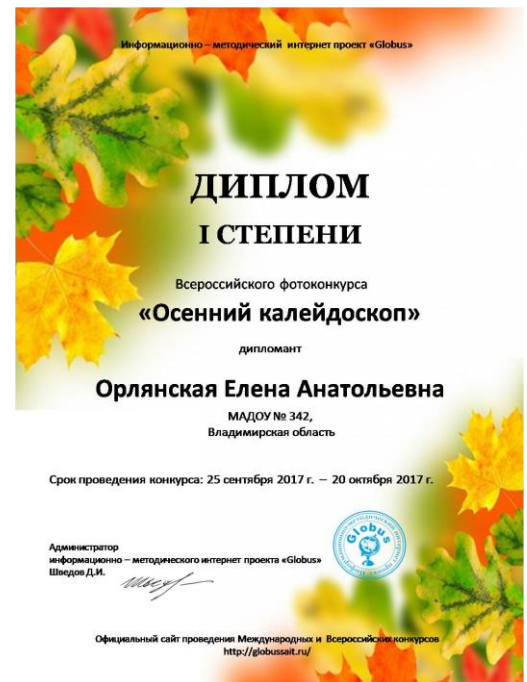 Информационно – методический интернет проект «Globus»
ДИПЛОМ
I СТЕПЕНИ
Всероссийского фотоконкурса
«Осенний калейдоскоп»
дипломант
Орлянская Елена Анатольевна
МАДОУ № 342,
Владимирская область
Срок проведения конкурса: 25 сентября 2017 г. – 20 октября 2017 г.
Globus
Администратор
информационно – методического интернет проекта «Globus»
Шведов Д.И.
Официальный сайт проведения Международных и Всероссийских конкурсов
http://globussait.ru/